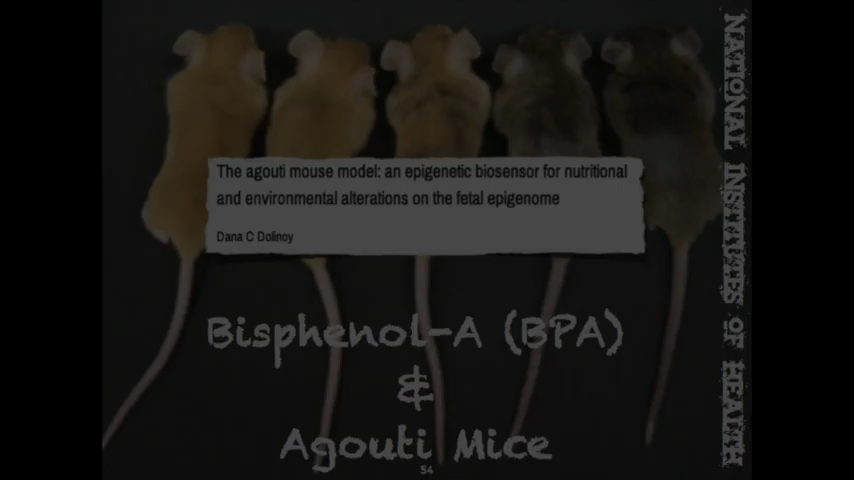 The agouti mouse model: an epigenetic biosensor for nutritional
and environmental alterations on the fetal epigenome
Dana C Dolinoy
Bisphenol-A (BPA)
&
Agouti Mice
54
NATIONAL INSTITUTES OF HEALTH